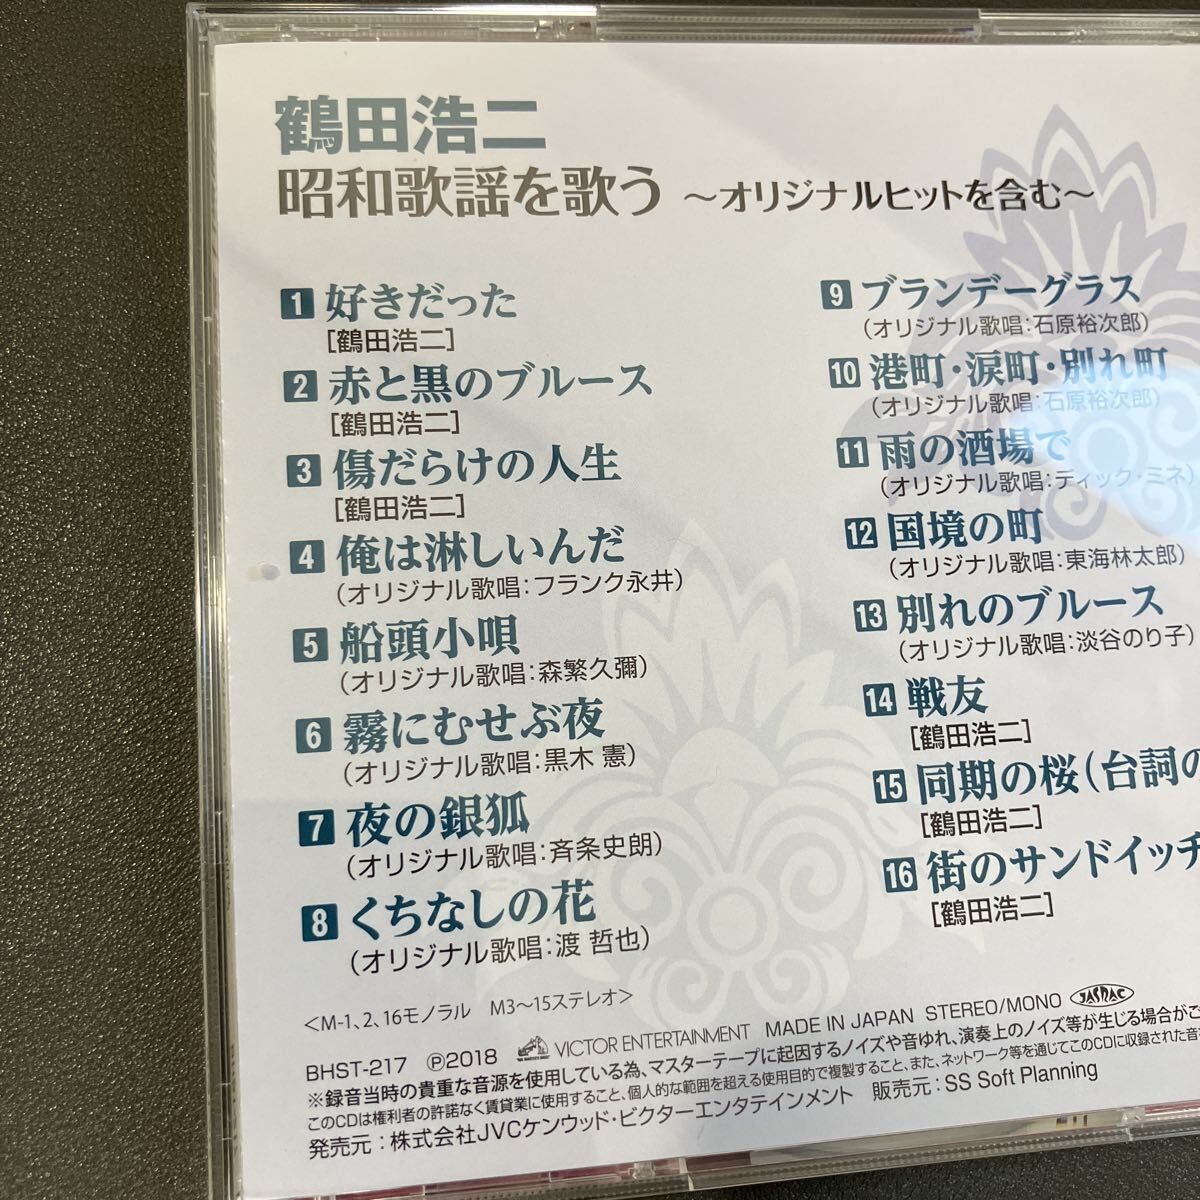 鶴田浩二
昭和歌謡を歌う ～オリジナルヒットを含む～
1 好きだった
[鶴田浩二]
2 赤と黒のブルース
[鶴田浩二]
3 傷だらけの人生
[鶴田浩二]
4 俺は淋しいんだ
(オリジナル歌唱:フランク永井)
5 船頭小唄
(オリジナル歌唱:森繁久彌)
6 霧にむせぶ夜
(オリジナル歌唱:黒木 憲)
7 夜の銀狐
(オリジナル歌唱:斉条史朗)
8 くちなしの花
(オリジナル歌唱:渡 哲也)
9 ブランデーグラス
(オリジナル歌唱:石原裕次郎)
10 港町・涙町・別れ町
(オリジナル歌唱:石原裕次郎)
11 雨の酒場で
(オリジナル歌唱:ディック・ミネ)
12 国境の町
(オリジナル歌唱:東海林太郎)
13 別れのブルース
(オリジナル歌唱:淡谷のり子)
14 戦友
[鶴田浩二]
15 同期の桜(台詞の
[鶴田浩二]
16 街のサンドイッチ
[鶴田浩二]
<M-1、2、16モノラル M3～15ステレオ>
BHST-217 Ⓟ2018 VICTOR ENTERTAINMENT MADE IN JAPAN STEREO/MONO JASRAC
※録音当時の貴重な音源を使用している為、マスターテープに起因するノイズや音ゆれ、演奏上のノイズ等が生じる場合がご
このCDは権利者の許諾なく賃貸業に使用すること、個人的な範囲を超える使用目的で複製すること、また、ネットワーク等を通じてこのCDに収録された音
発売元:株式会社JVCケンウッド・ビクターエンタテインメント 販売元:SS Soft Planning